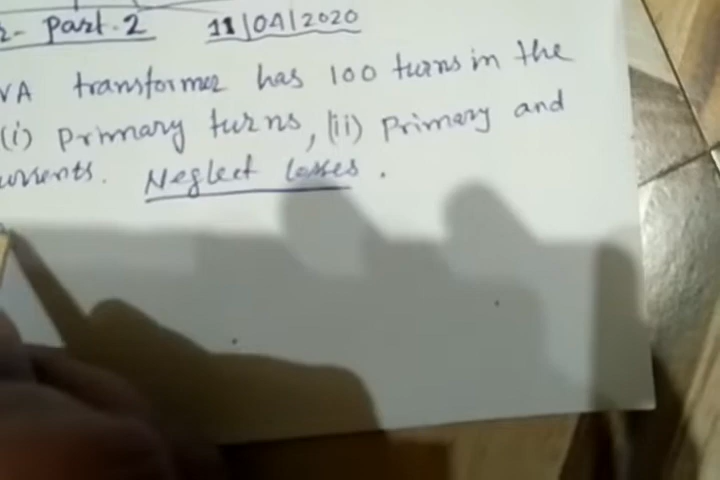 r- Part-2 11/04/2020
VA transformer has 100 turns in the
(i) Primary turns, (ii) Primary and
urrents. Neglect losses.